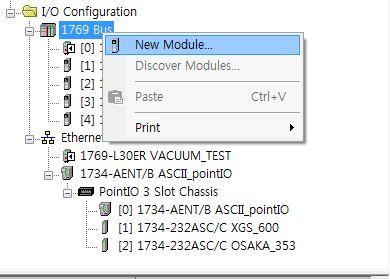 I/O Configuration
1769 Bus
[0] 1
[1]
[2]
[3]
[4] 1
New Module...
Discover Modules...
Paste Ctrl+V
Print
Ethernet
1769-L30ER VACUUM_TEST
1734-AENT/B ASCII_pointIO
PointIO 3 Slot Chassis
[0] 1734-AENT/B ASCII_pointIO
[1] 1734-232ASC/C XGS_600
[2] 1734-232ASC/C OSAKA_353